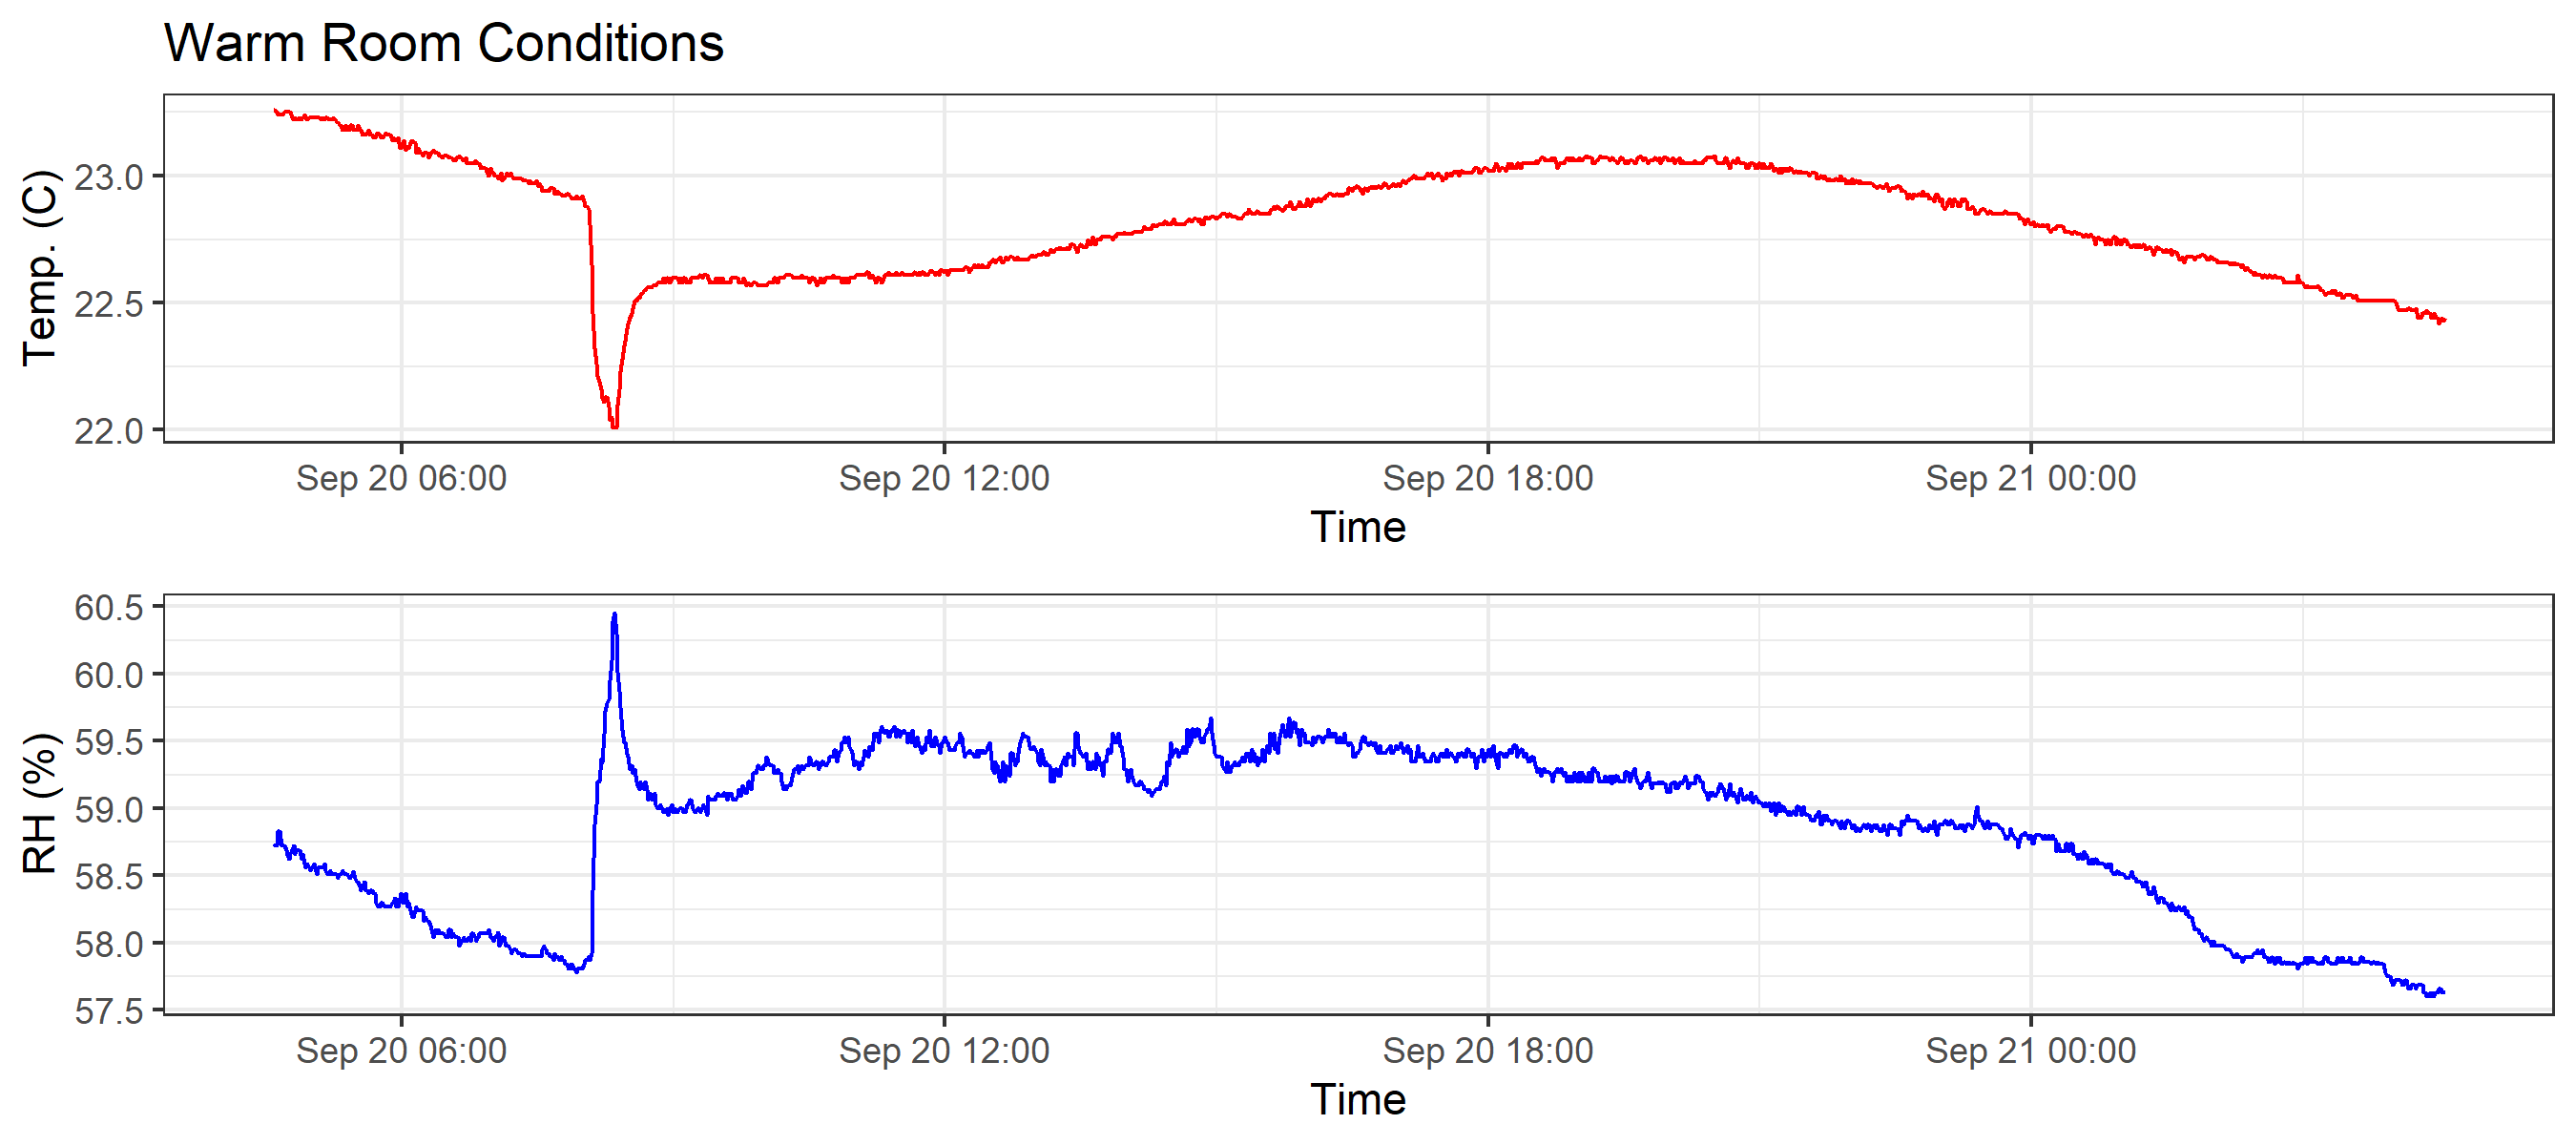 Warm Room Conditions
Temp. (C)
23.0
22.5
22.0
Sep 20 06:00 Sep 20 12:00 Sep 20 18:00 Sep 21 00:00
Time
RH (%)
60.5
60.0
59.5
59.0
58.5
58.0
57.5
Sep 20 06:00 Sep 20 12:00 Sep 20 18:00 Sep 21 00:00
Time